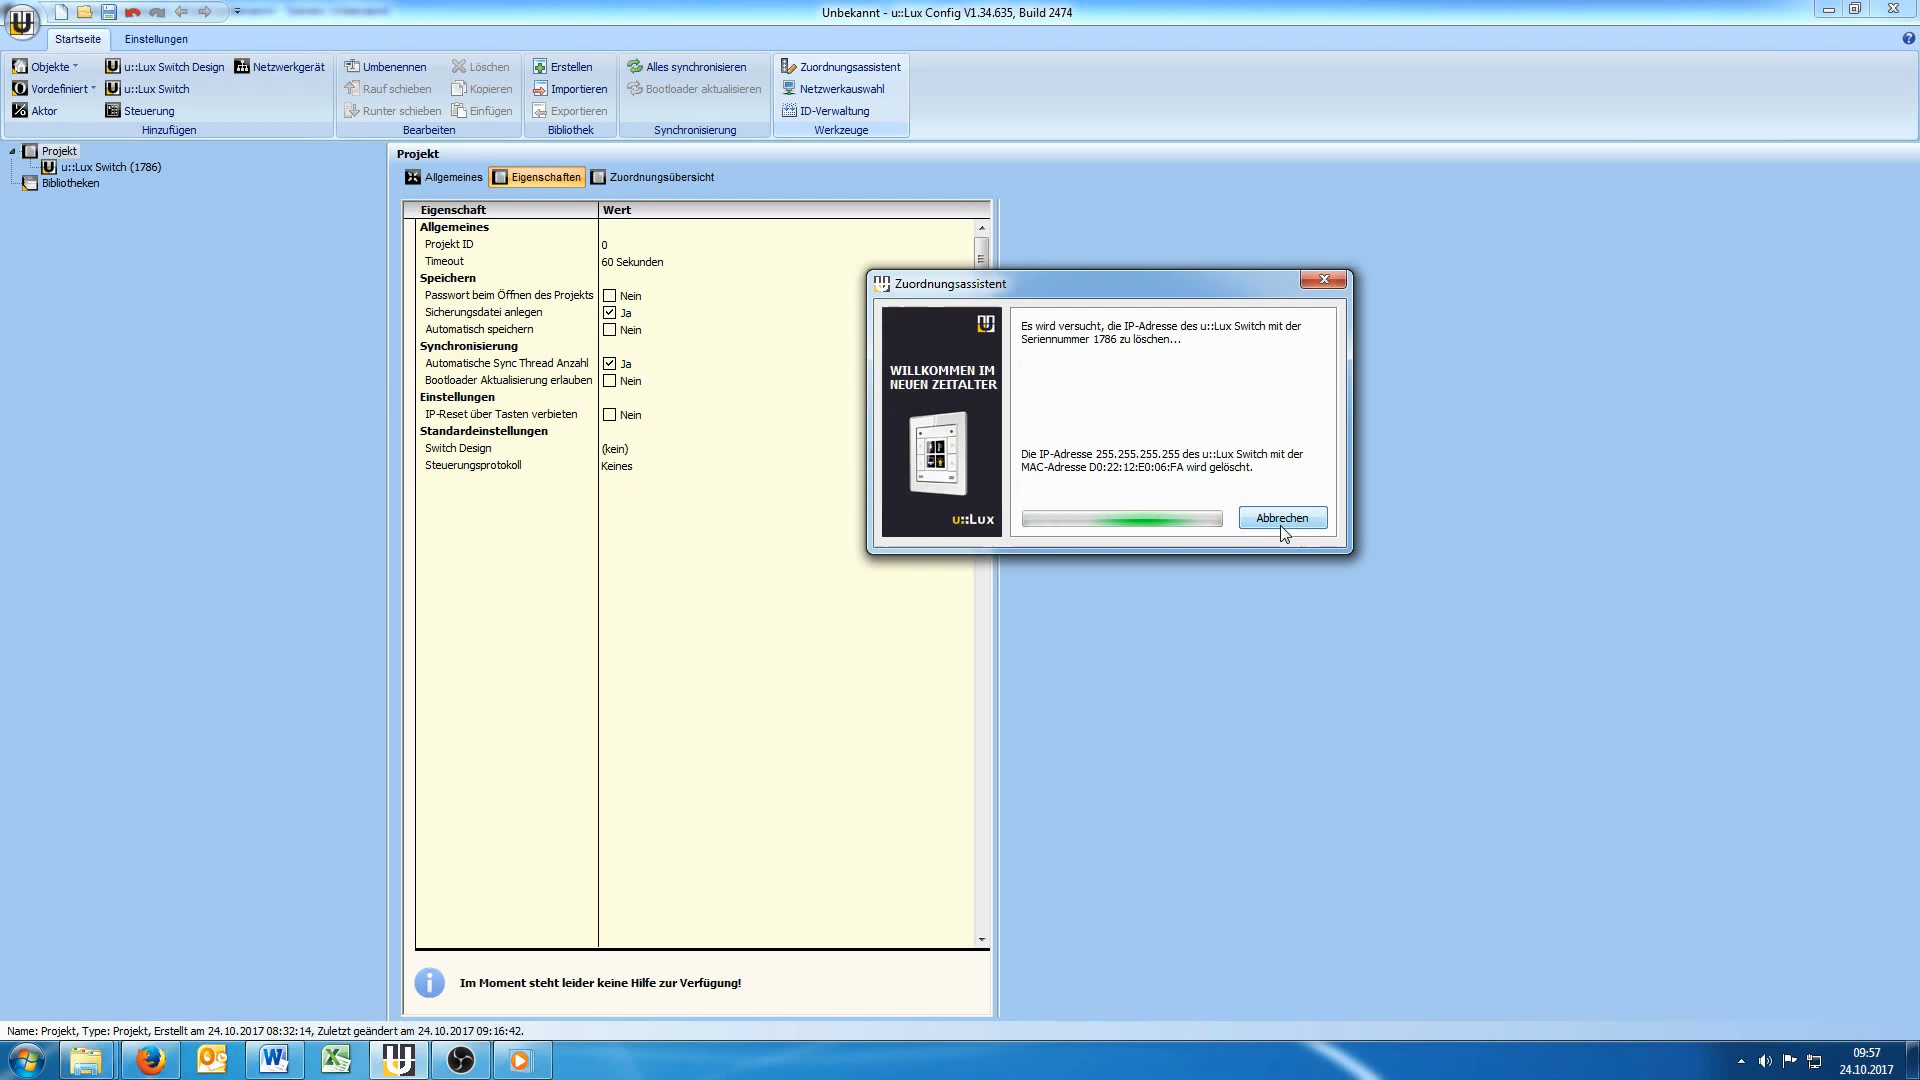 Unbekannt - u::Lux Config V1.34.635, Build 2474
Startseite
Einstellungen
Objekte
u::Lux Switch Design
Netzwerkgerät
Umbenennen
Löschen
Erstellen
Alles synchronisieren
Zuordnungsassistent
Vordefiniert
u::Lux Switch
Rauf schieben
Kopieren
Importieren
Bootloader aktualisieren
Netzwerkauswahl
Aktor
Steuerung
Runter schieben
Einfügen
Exportieren
ID-Verwaltung
Hinzufügen
Bearbeiten
Bibliothek
Synchronisierung
Werkzeuge
Projekt
u::Lux Switch (1786)
Bibliotheken
Projekt
Allgemeines
Eigenschaften
Zuordnungsübersicht
Eigenschaft
Wert
Allgemeines
Projekt ID
0
Timeout
60 Sekunden
Speichern
Passwort beim Öffnen des Projekts
Nein
Sicherungsdatei anlegen
Ja
Automatisch speichern
Nein
Synchronisierung
Automatische Sync Thread Anzahl
Ja
Bootloader Aktualisierung erlauben
Nein
Einstellungen
IP-Reset über Tasten verbieten
Nein
Standardeinstellungen
Switch Design
(kein)
Steuerungsprotokoll
Keines
Zuordnungsassistent
WILLKOMMEN IM
NEUEN ZEITALTER
u::Lux
Es wird versucht, die IP-Adresse des u::Lux Switch mit der
Seriennummer 1786 zu löschen...
Die IP-Adresse 255.255.255.255 des u::Lux Switch mit der
MAC-Adresse D0:22:12:E0:06:FA wird gelöscht.
Abbrechen
Im Moment steht leider keine Hilfe zur Verfügung!
Name: Projekt, Type: Projekt, Erstellt am 24.10.2017 08:32:14, Zuletzt geändert am 24.10.2017 09:16:42.
09:57
24.10.2017